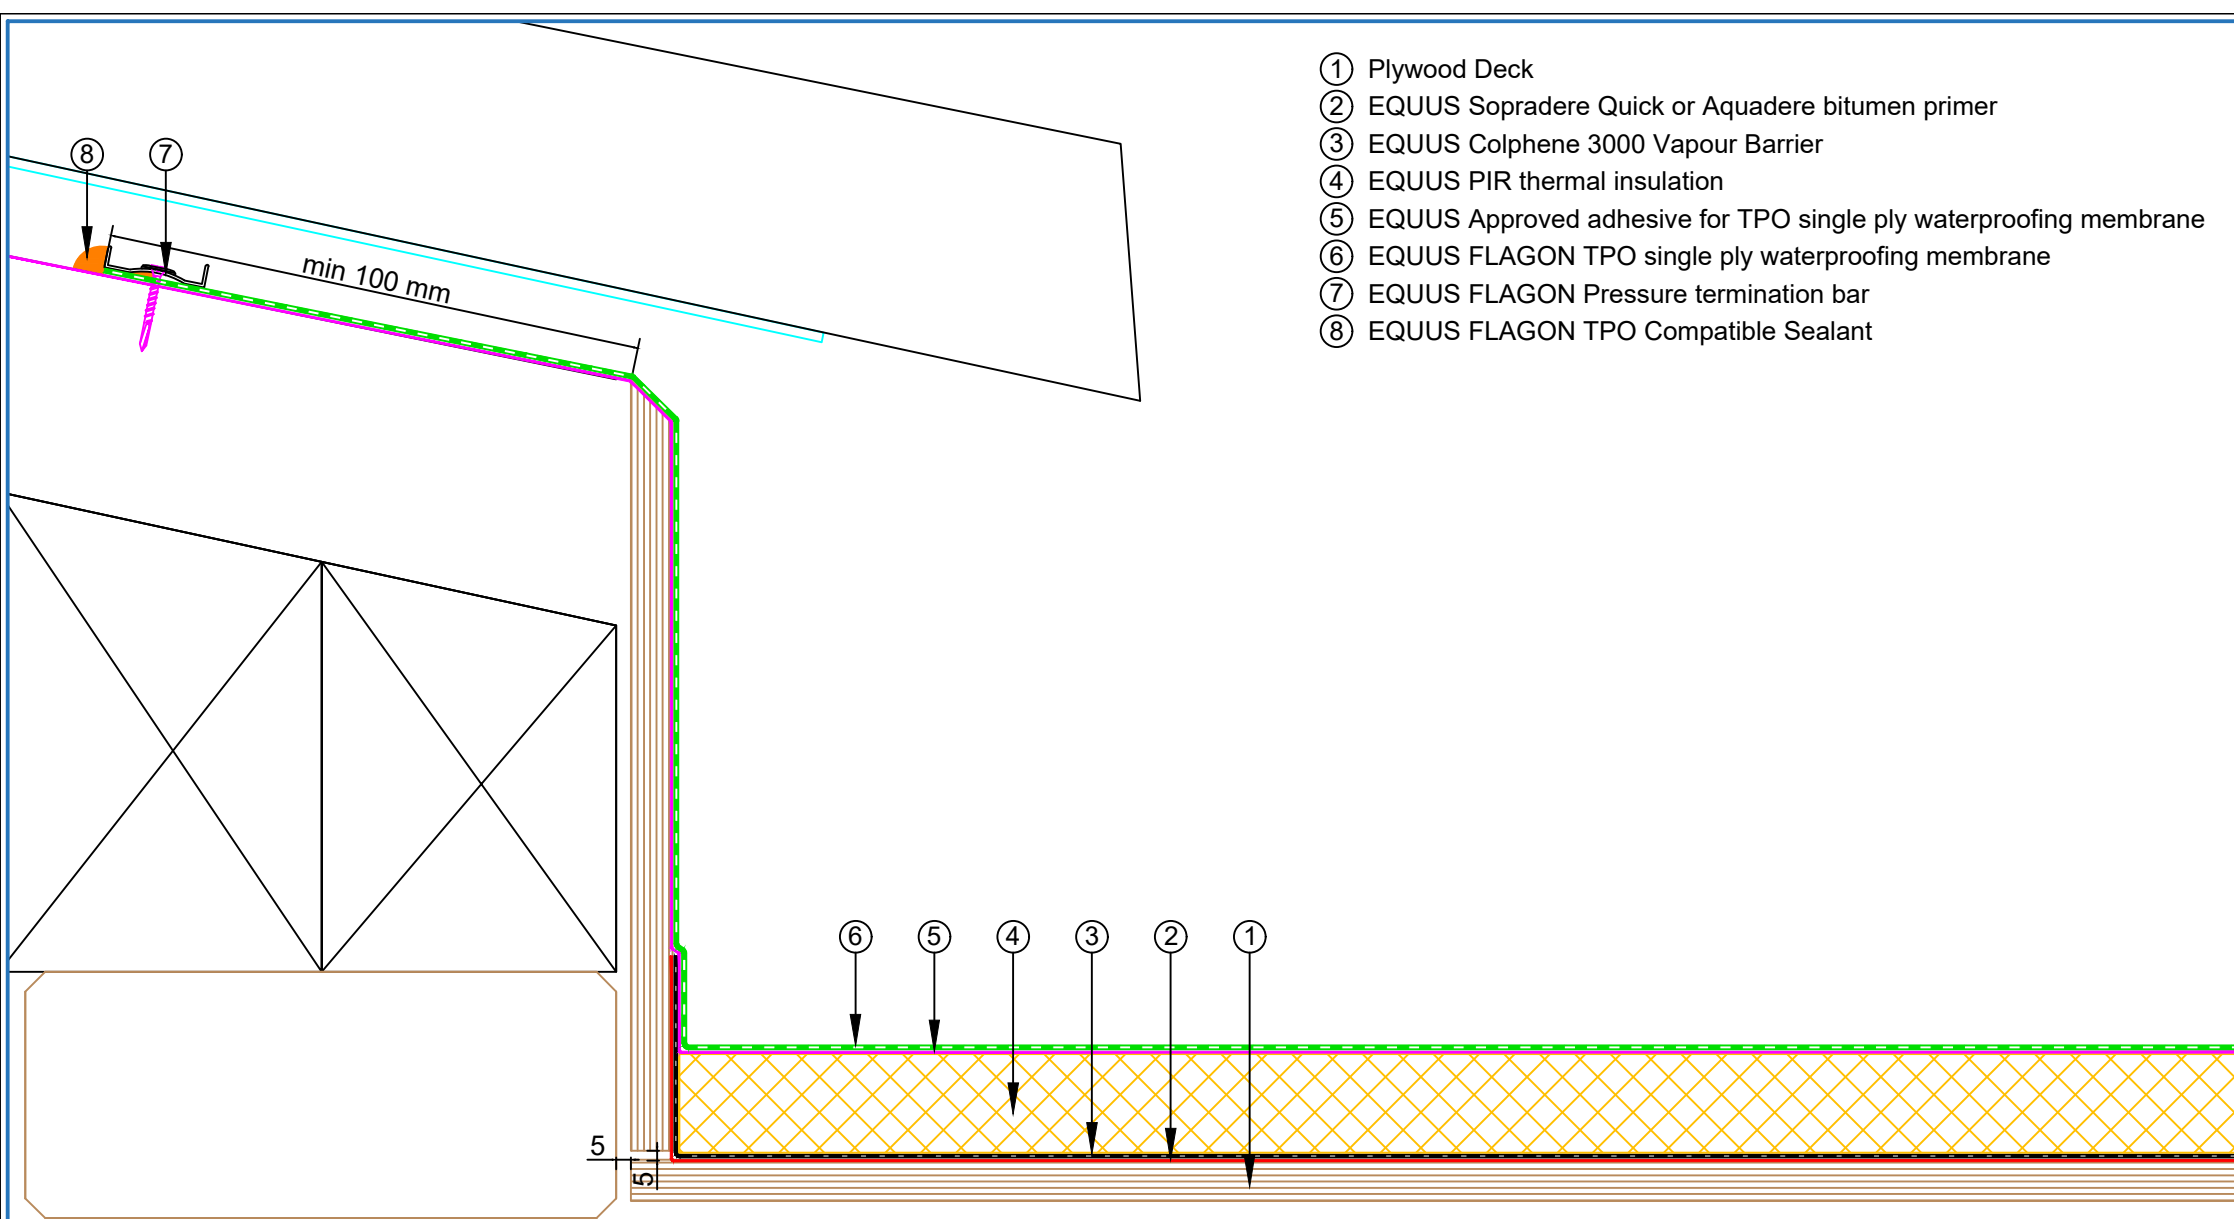 ① Plywood Deck
② EQUUS Sopradere Quick or Aquadere bitumen primer
③ EQUUS Colphene 3000 Vapour Barrier
④ EQUUS PIR thermal insulation
⑤ EQUUS Approved adhesive for TPO single ply waterproofing membrane
⑥ EQUUS FLAGON TPO single ply waterproofing membrane
⑦ EQUUS FLAGON Pressure termination bar
⑧ EQUUS FLAGON TPO Compatible Sealant
⑧ ⑦
min 100 mm
⑥ ⑤ ④ ③ ② ①
5
5